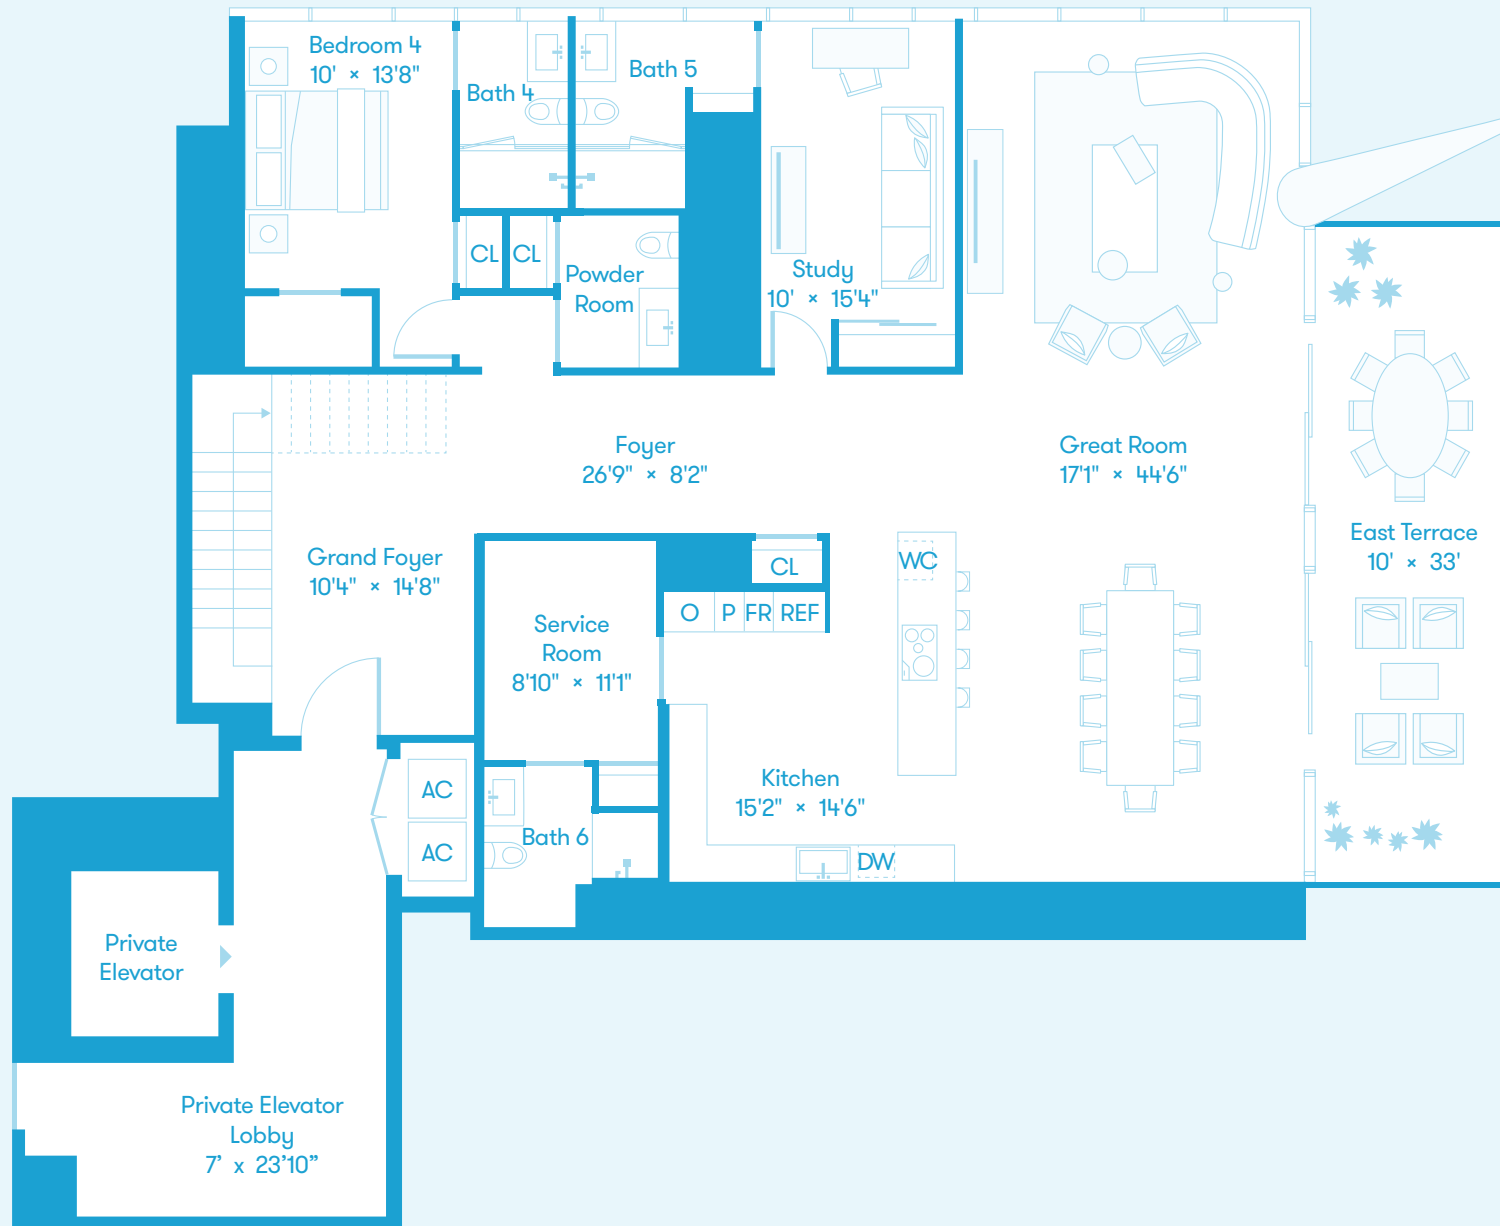 Bedroom 4
10' × 13'8"
Bath 4
Bath 5
CL
CL
Powder
Room
Study
10' × 15'4"
Foyer
26'9" × 8'2"
Great Room
17'1" × 44'6"
East Terrace
10' × 33'
Grand Foyer
10'4" × 14'8"
CL
WC
O
P
FR
REF
Service
Room
8'10" × 11'1"
Kitchen
15'2" × 14'6"
DW
AC
AC
Bath 6
Private
Elevator
Private Elevator
Lobby
7’ x 23’10”